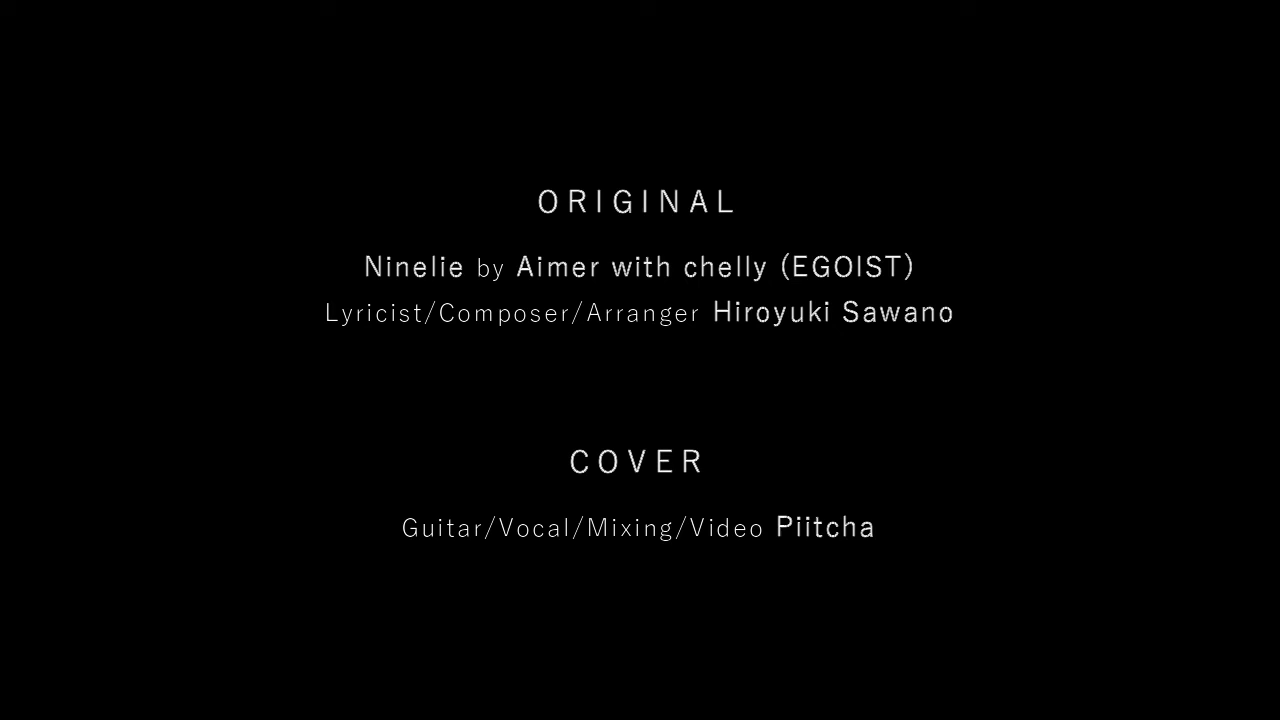 ORIGINAL
Ninelie by Aimer with chelly (EGOIST)
Lyricist/Composer/Arranger Hiroyuki Sawano
COVER
Guitar/Vocal/Mixing/Video Piitcha